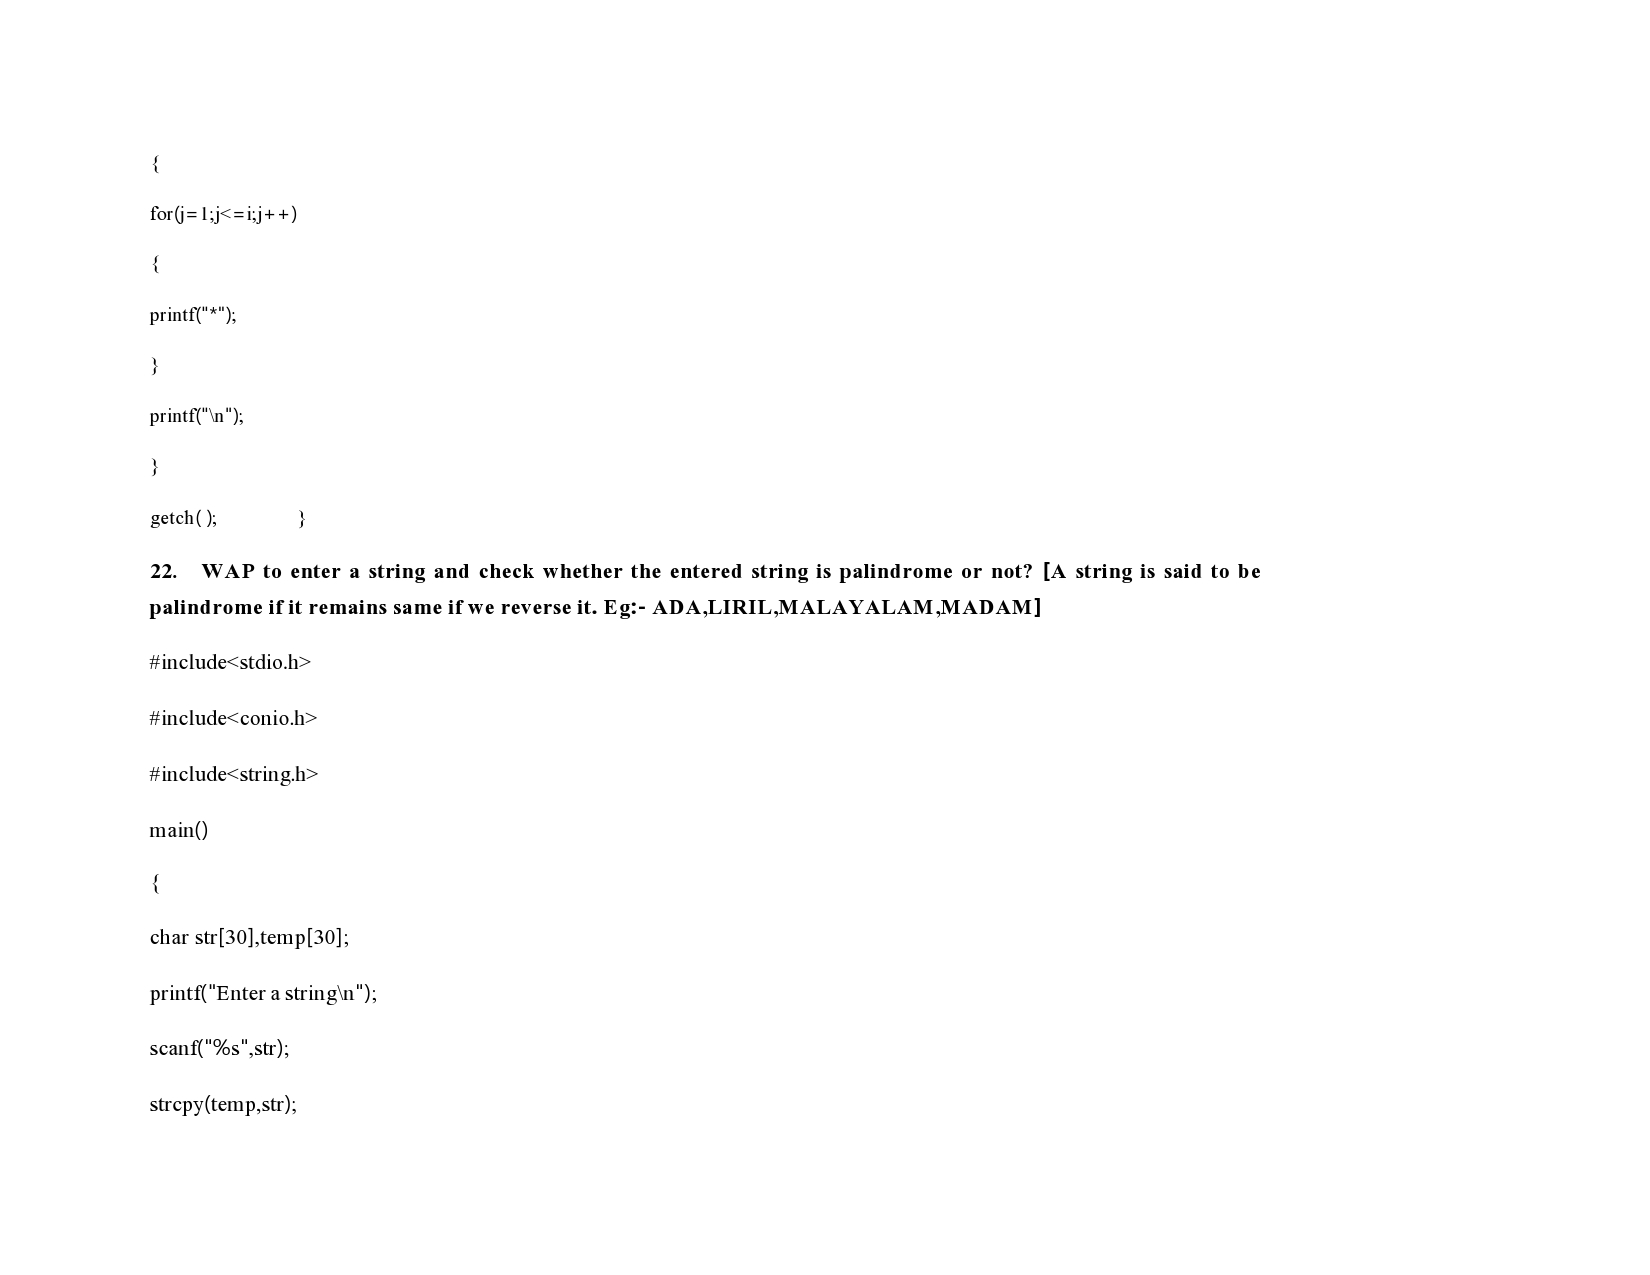 {
for(j=1;j<=i;j++)
{
printf("*");
}
printf("\n");
}
getch( ); }
22. WAP to enter a string and check whether the entered string is palindrome or not? [A string is said to be
palindrome if it remains same if we reverse it. Eg:- ADA,LIRIL,MALAYALAM,MADAM]
#include<stdio.h>
#include<conio.h>
#include<string.h>
main()
{
char str[30],temp[30];
printf("Enter a string\n");
scanf("%s",str);
strcpy(temp,str);